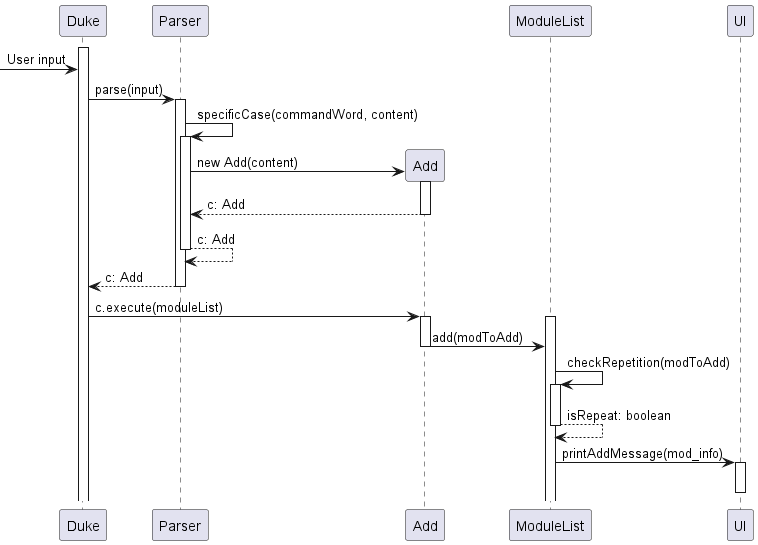 Duke
Parser
ModuleList
UI
User input
parse(input)
specificCase(commandWord, content)
new Add(content)
Add
c: Add
c: Add
c: Add
c.execute(moduleList)
add(modToAdd)
checkRepetition(modToAdd)
isRepeat: boolean
printAddMessage(mod_info)
Duke
Parser
Add
ModuleList
UI